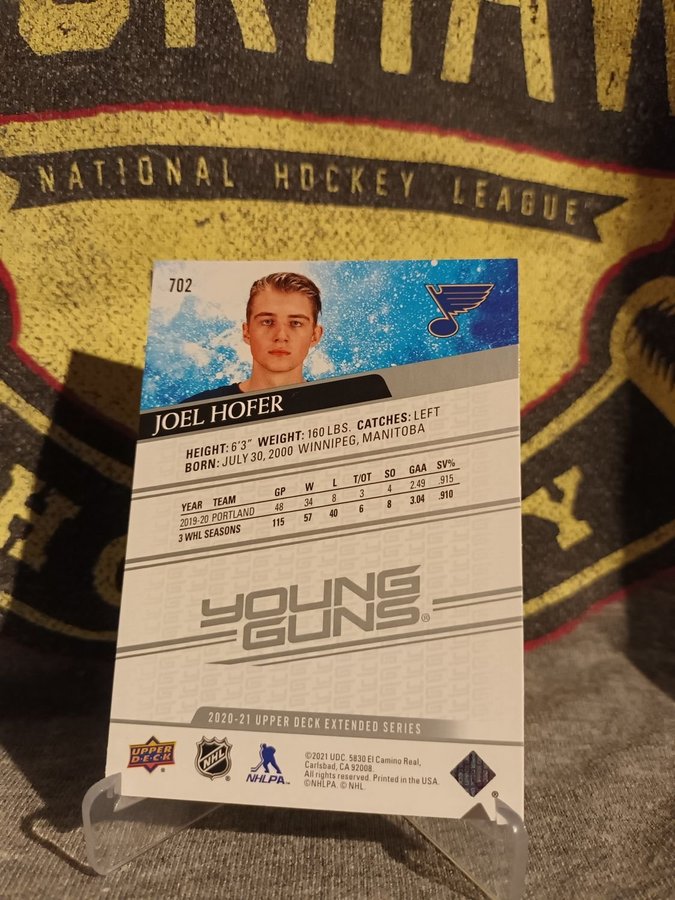 NATIONAL HOCKEY LEAGUE
702
JOEL HOFER
HEIGHT: 6'3" WEIGHT: 160 LBS. CATCHES: LEFT
BORN: JULY 30, 2000 WINNIPEG, MANITOBA
YEAR TEAM GP W L T/OT SO GAA SV%
2019-20 PORTLAND 48 34 8 3 4 2.49 .915
3 WHL SEASONS 115 57 40 6 8 3.04 .910
YOUNG
GUNS®
2020-21 UPPER DECK EXTENDED SERIES
UPPER
DECK
®
NHL
®
NHLPA™
©2021 UDC. 5830 El Camino Real,
Carlsbad, CA 92008.
All rights reserved. Printed in the USA.
©NHLPA. © NHL.
®